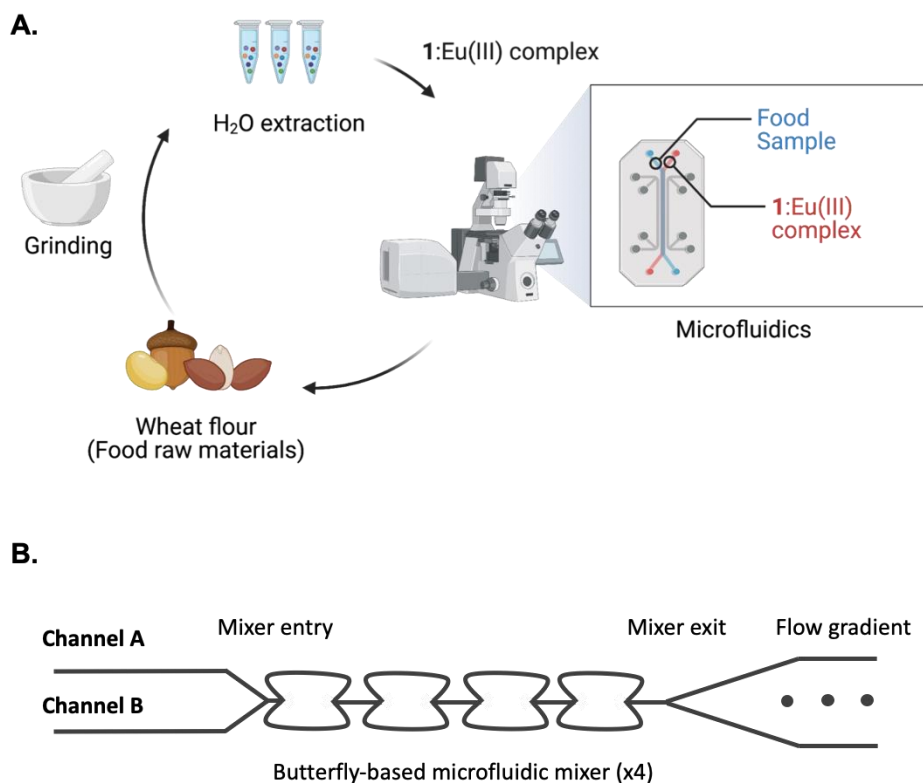 A.
1:Eu(III) complex
H₂O extraction
Food
Sample
1:Eu(III)
complex
Grinding
Microfluidics
Wheat flour
(Food raw materials)
B.
Channel A
Mixer entry
Mixer exit
Flow gradient
Channel B
Butterfly-based microfluidic mixer (x4)